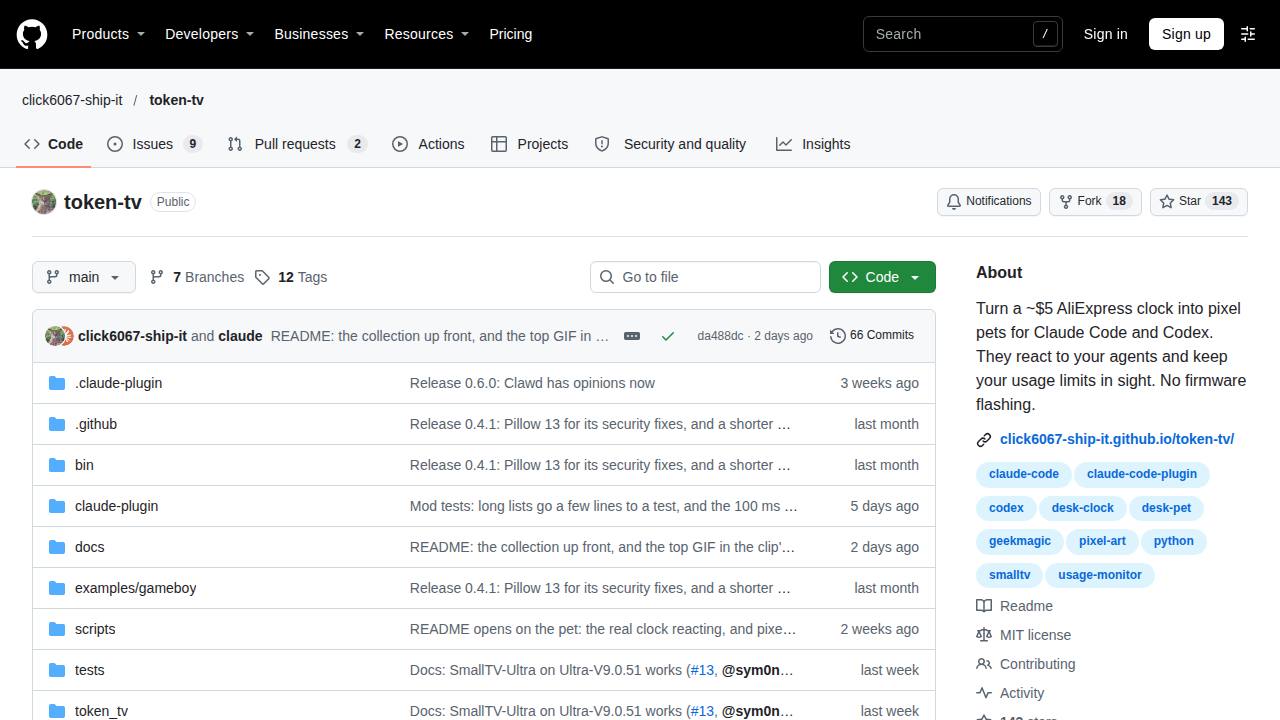 Products Developers Businesses Resources Pricing Search / Sign in Sign up
click6067-ship-it / token-tv
Code Issues 9 Pull requests 2 Actions Projects Security and quality Insights
token-tv Public Notifications Fork 18 Star 143
main 7 Branches 12 Tags Go to file Code
click6067-ship-it and claude README: the collection up front, and the top GIF in … da488dc · 2 days ago 66 Commits
.claude-plugin Release 0.6.0: Clawd has opinions now 3 weeks ago
.github Release 0.4.1: Pillow 13 for its security fixes, and a shorter … last month
bin Release 0.4.1: Pillow 13 for its security fixes, and a shorter … last month
claude-plugin Mod tests: long lists go a few lines to a test, and the 100 ms … 5 days ago
docs README: the collection up front, and the top GIF in the clip'… 2 days ago
examples/gameboy Release 0.4.1: Pillow 13 for its security fixes, and a shorter … last month
scripts README opens on the pet: the real clock reacting, and pixe… 2 weeks ago
tests Docs: SmallTV-Ultra on Ultra-V9.0.51 works (#13, @sym0n… last week
token_tv Docs: SmallTV-Ultra on Ultra-V9.0.51 works (#13, @sym0n… last week
About
Turn a ~$5 AliExpress clock into pixel
pets for Claude Code and Codex.
They react to your agents and keep
your usage limits in sight. No firmware
flashing.
click6067-ship-it.github.io/token-tv/
claude-code claude-code-plugin
codex desk-clock desk-pet
geekmagic pixel-art python
smalltv usage-monitor
Readme
MIT license
Contributing
Activity
143 stars